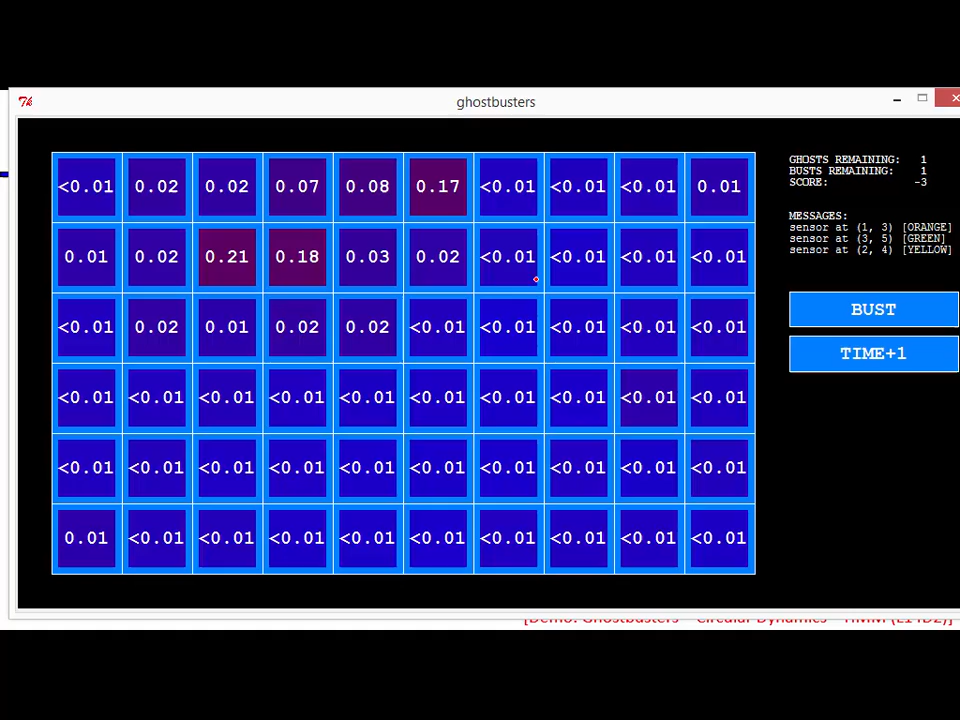 ghostbusters
<0.01 0.02 0.02 0.07 0.08 0.17 <0.01 <0.01 <0.01 0.01
0.01 0.02 0.21 0.18 0.03 0.02 <0.01 <0.01 <0.01 <0.01
<0.01 0.02 0.01 0.02 0.02 <0.01 <0.01 <0.01 <0.01 <0.01
<0.01 <0.01 <0.01 <0.01 <0.01 <0.01 <0.01 <0.01 <0.01 <0.01
<0.01 <0.01 <0.01 <0.01 <0.01 <0.01 <0.01 <0.01 <0.01 <0.01
0.01 <0.01 <0.01 <0.01 <0.01 <0.01 <0.01 <0.01 <0.01 <0.01
GHOSTS REMAINING: 1
BUSTS REMAINING: 1
SCORE: -3
MESSAGES:
sensor at (1, 3) [ORANGE]
sensor at (3, 5) [GREEN]
sensor at (2, 4) [YELLOW]
BUST
TIME+1
[Demo: Ghostbusters – Circular Dynamics – HMM (L14D2)]